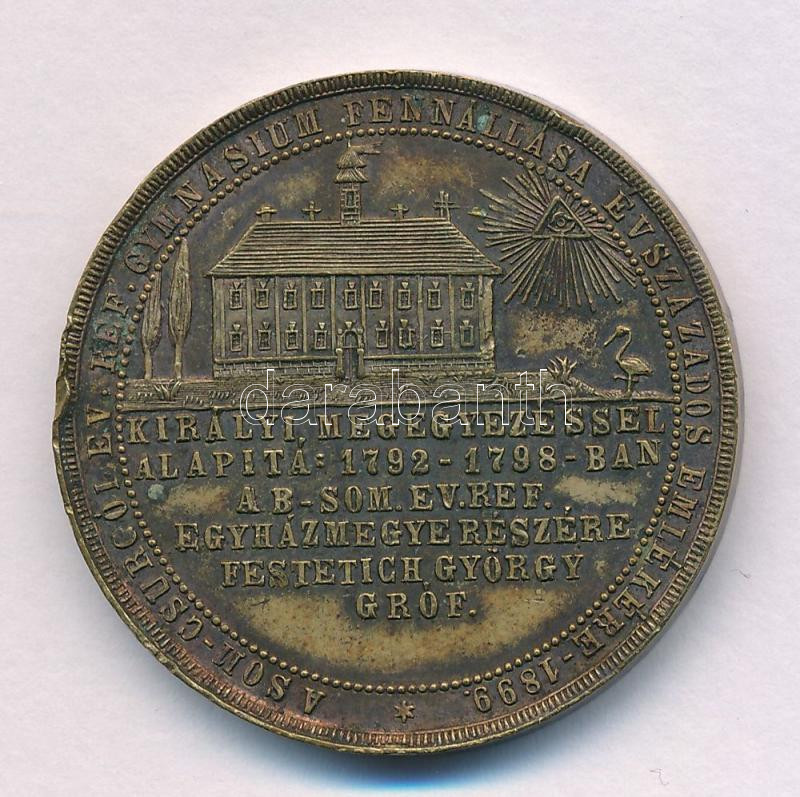 A SOM-CSURGÓI EV. REF. GYMNASIUM FENNÁLLÁSA ÉVSZÁZADOS EMLÉKÉRE-1899. *
KIRÁLYI MEGEGYEZÉSSEL
ALAPITÁ: 1792-1798-BAN
A B-SOM. EV. REF.
EGYHÁZMEGYE RÉSZÉRE
FESTETICH GYÖRGY
GRÓF.
darabanth